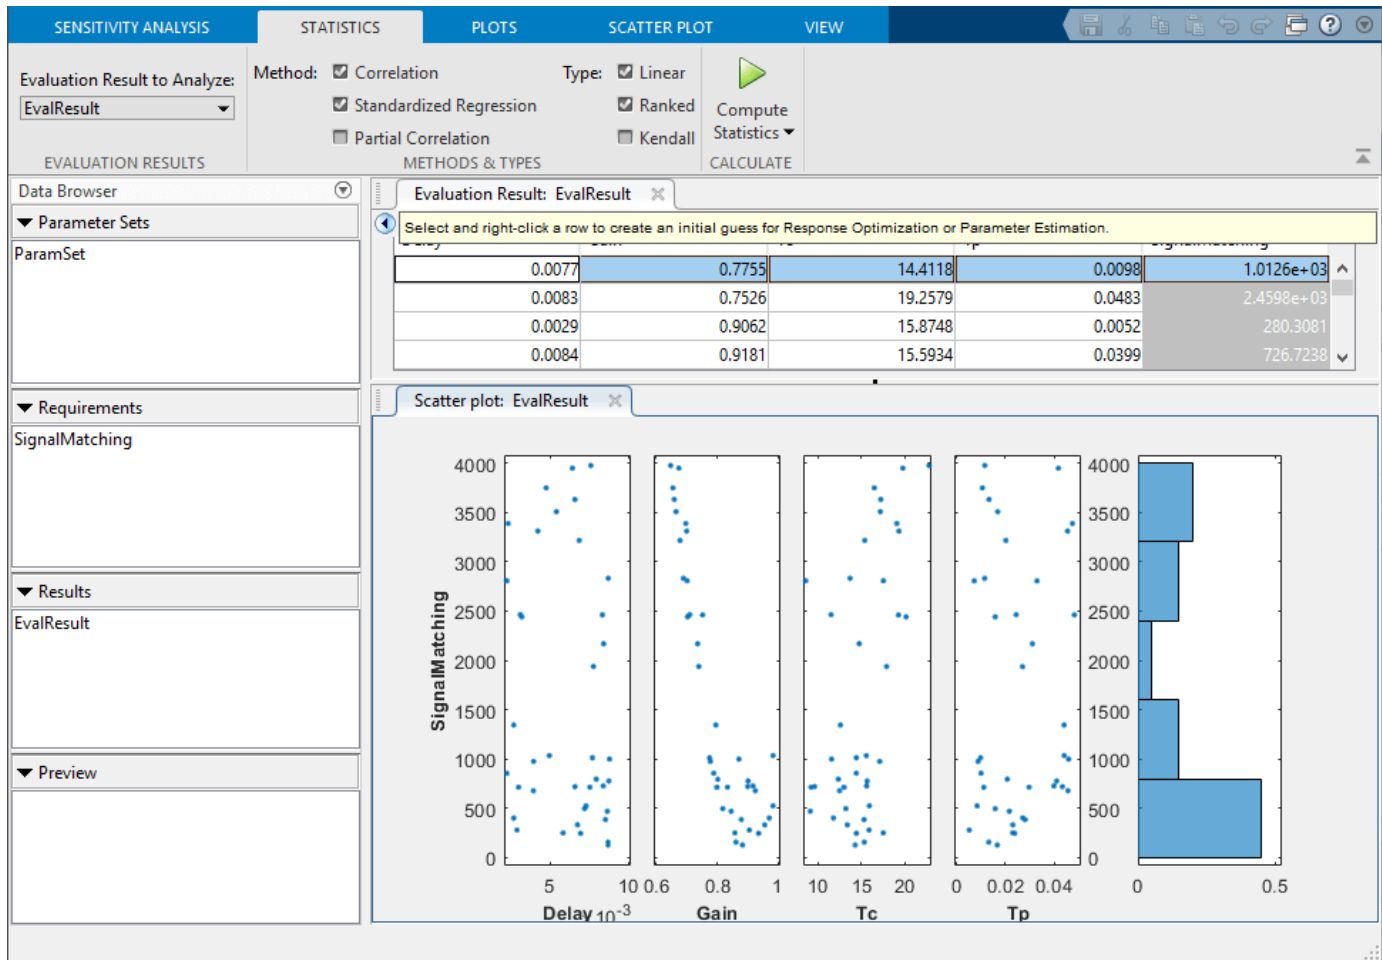 SENSITIVITY ANALYSIS STATISTICS PLOTS SCATTER PLOT VIEW
Evaluation Result to Analyze:
EvalResult
EVALUATION RESULTS
Method: Correlation
Standardized Regression
Partial Correlation
Type: Linear
Ranked
Kendall
METHODS & TYPES
Compute
Statistics
CALCULATE
Data Browser
Parameter Sets
ParamSet
Requirements
SignalMatching
Results
EvalResult
Preview
Evaluation Result: EvalResult
Select and right-click a row to create an initial guess for Response Optimization or Parameter Estimation.
0.0077 0.7755 14.4118 0.0098 1.0126e+03
0.0083 0.7526 19.2579 0.0483 2.4598e+03
0.0029 0.9062 15.8748 0.0052 280.3081
0.0084 0.9181 15.5934 0.0399 726.7238
Scatter plot: EvalResult
SignalMatching
4000
3500
3000
2500
2000
1500
1000
500
0
5 10
Delay 10-3
0.6 0.8 1
Gain
10 15 20
Tc
0 0.02 0.04
Tp
4000
3500
3000
2500
2000
1500
1000
500
0
0 0.5